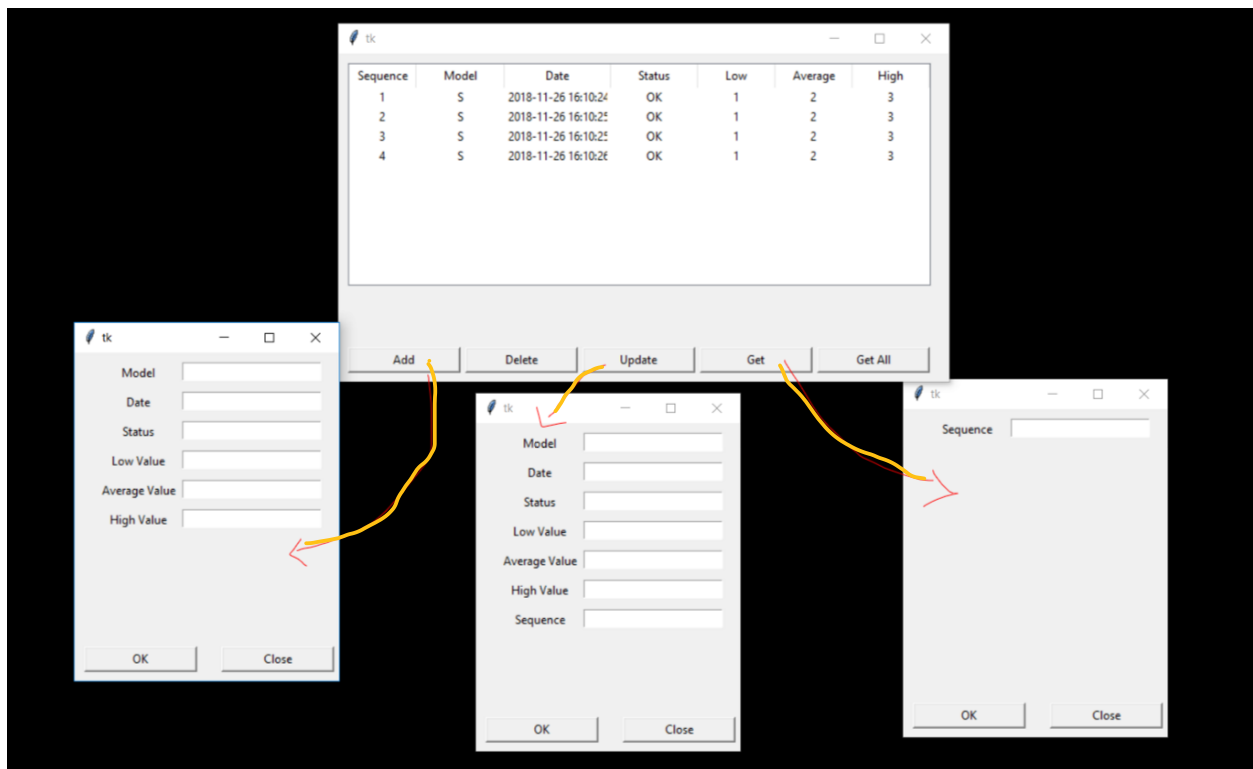 tk
Sequence Model Date Status Low Average High
1 S 2018-11-26 16:10:24 OK 1 2 3
2 S 2018-11-26 16:10:25 OK 1 2 3
3 S 2018-11-26 16:10:25 OK 1 2 3
4 S 2018-11-26 16:10:26 OK 1 2 3
Add Delete Update Get Get All
tk
Model
Date
Status
Low Value
Average Value
High Value
OK Close
tk
Model
Date
Status
Low Value
Average Value
High Value
Sequence
OK Close
tk
Sequence
OK Close